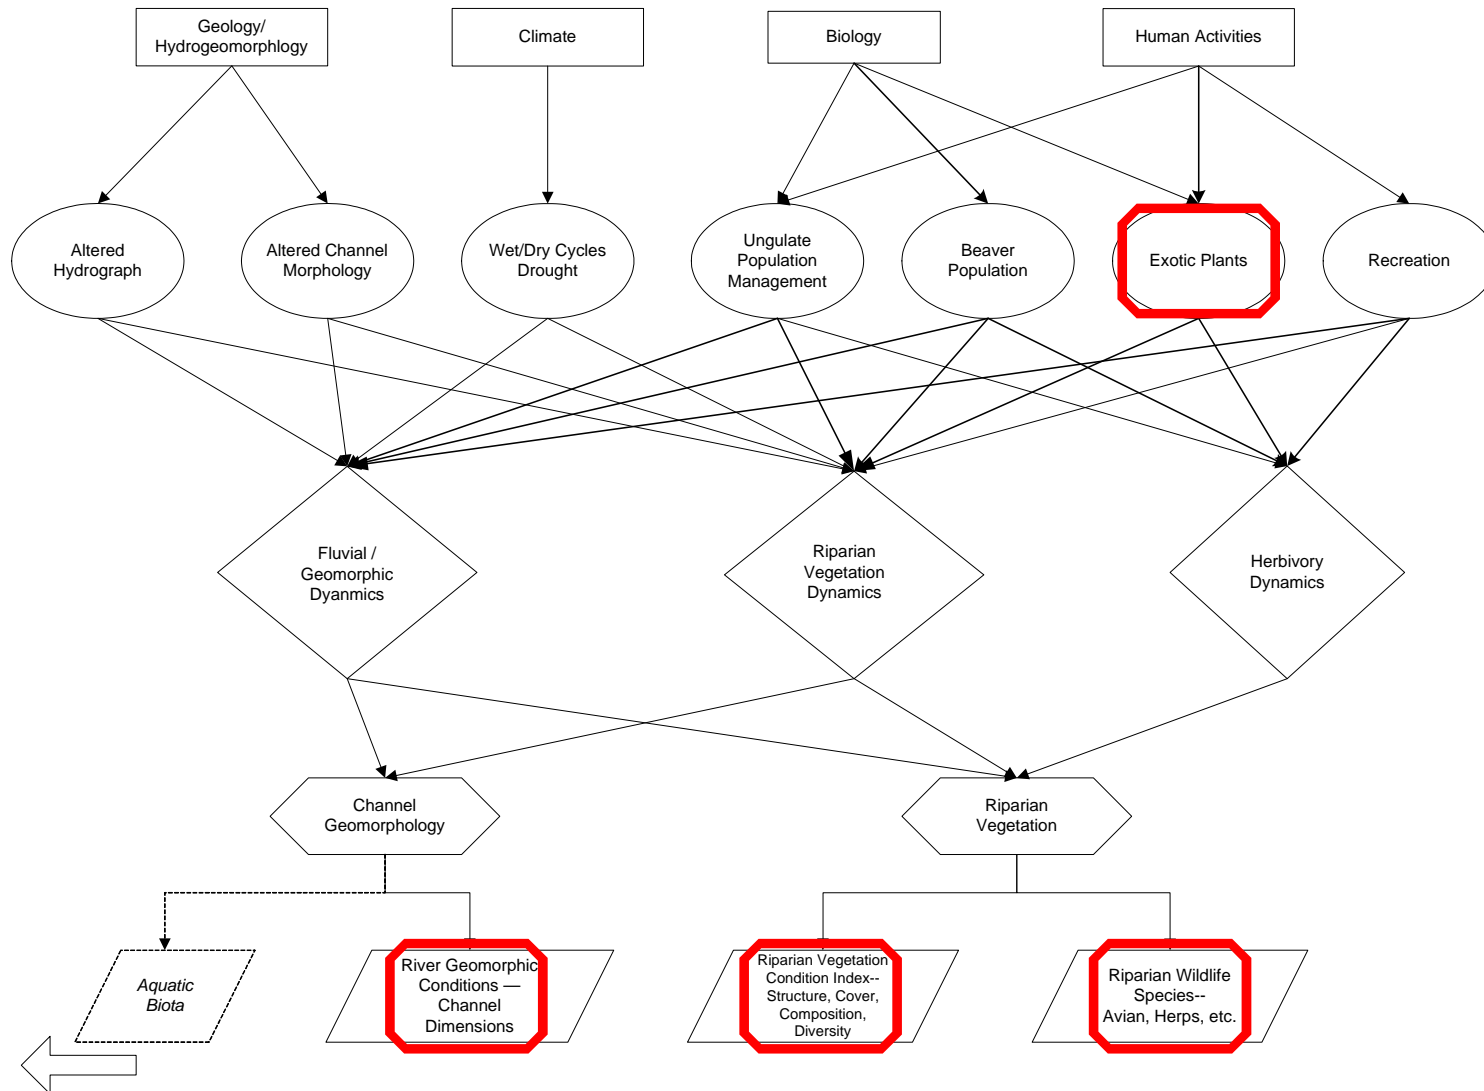 Geology/
Hydrogeomorphlogy
Climate
Biology
Human Activities
Altered
Hydrograph
Altered Channel
Morphology
Wet/Dry Cycles
Drought
Ungulate
Population
Management
Beaver
Population
Exotic Plants
Recreation
Fluvial /
Geomorphic
Dyanmics
Riparian
Vegetation
Dynamics
Herbivory
Dynamics
Channel
Geomorphology
Riparian
Vegetation
Aquatic
Biota
River Geomorphic
Conditions —
Channel
Dimensions
Riparian Vegetation
Condition Index--
Structure, Cover,
Composition,
Diversity
Riparian Wildlife
Species--
Avian, Herps, etc.